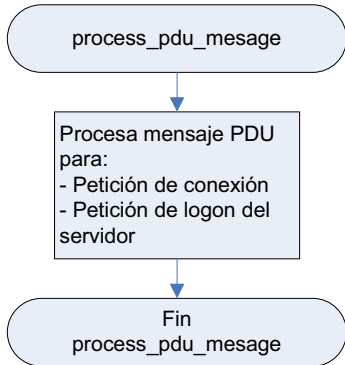 process_pdu_mesage
Procesa mensaje PDU
para:
- Petición de conexión
- Petición de logon del
servidor
Fin
process_pdu_mesage